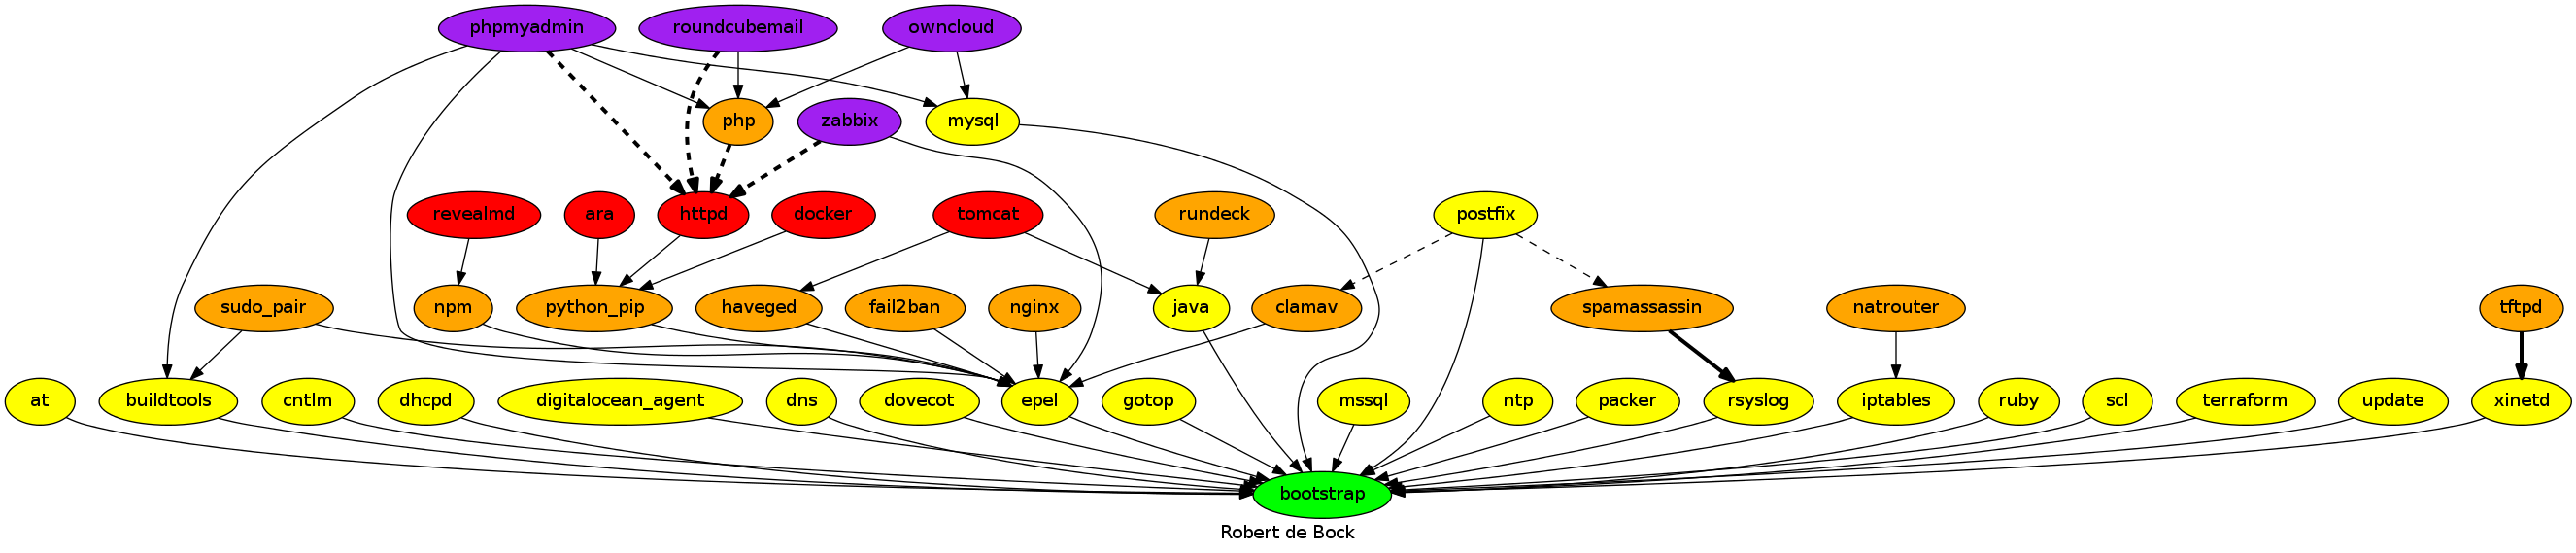 phpmyadmin
roundcubemail
owncloud
php
zabbix
mysql
revealmd
ara
httpd
docker
tomcat
rundeck
postfix
sudo_pair
npm
python_pip
haveged
fail2ban
nginx
java
clamav
spamassassin
natrouter
tftpd
at
buildtools
cntlm
dhcpd
digitalocean_agent
dns
dovecot
epel
gotop
mssql
ntp
packer
rsyslog
iptables
ruby
scl
terraform
update
xinetd
bootstrap
Robert de Bock